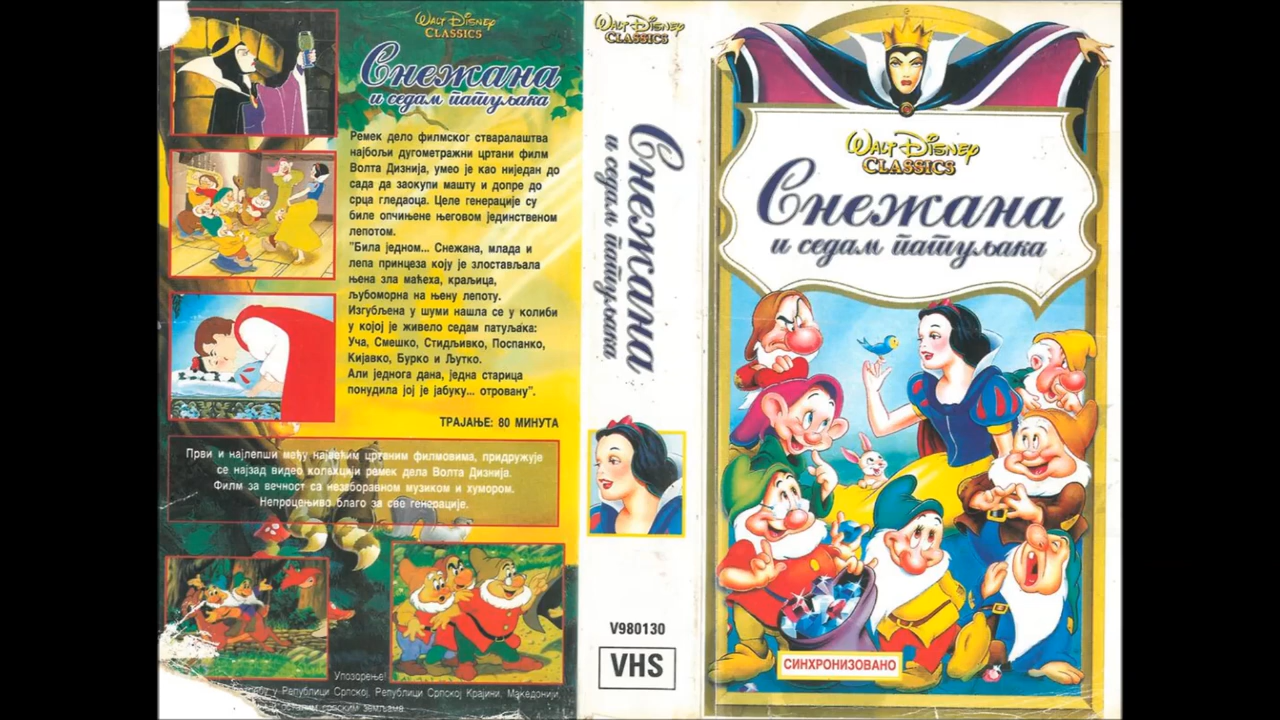 WALT DISNEY
CLASSICS
Снежана
и седам патуљака
Ремек дело филмског стваралаштва
најбољи дугометражни цртани филм
Волта Дизнија, умео је као ниједан до
сада да заокупи машту и допре до
срца гледаоца. Целе генерације су
биле опчињене његовом јединственом
лепотом.
"Била једном... Снежана, млада и
лепа принцеза коју је злостављала
њена зла маћеха, краљица,
љубоморна на њену лепоту.
Изгубљена у шуми нашла се у колиби
у којој је живело седам патуљака:
Уча, Смешко, Стидљивко, Поспанко,
Кијавко, Бурко и Љутко.
Али једнога дана, једна старица
понудила јој је јабуку... отровану".
ТРАЈАЊЕ: 80 МИНУТА
Први и најлепши међу највећим цртаним филмовима, придружује
се најзад видео колекцији ремек дела Волта Дизнија.
Филм за вечност са незаборавном музиком и хумором.
Непроцењиво благо за све генерације.
Упозорење!
у Републици Српској, Републици Српској Крајини, Македонији
и осталим српским земљама.
WALT DISNEY
CLASSICS
Снежана
и седам патуљака
V980130
VHS
WALT DISNEY
CLASSICS
Снежана
и седам патуљака
СИНХРОНИЗОВАНО